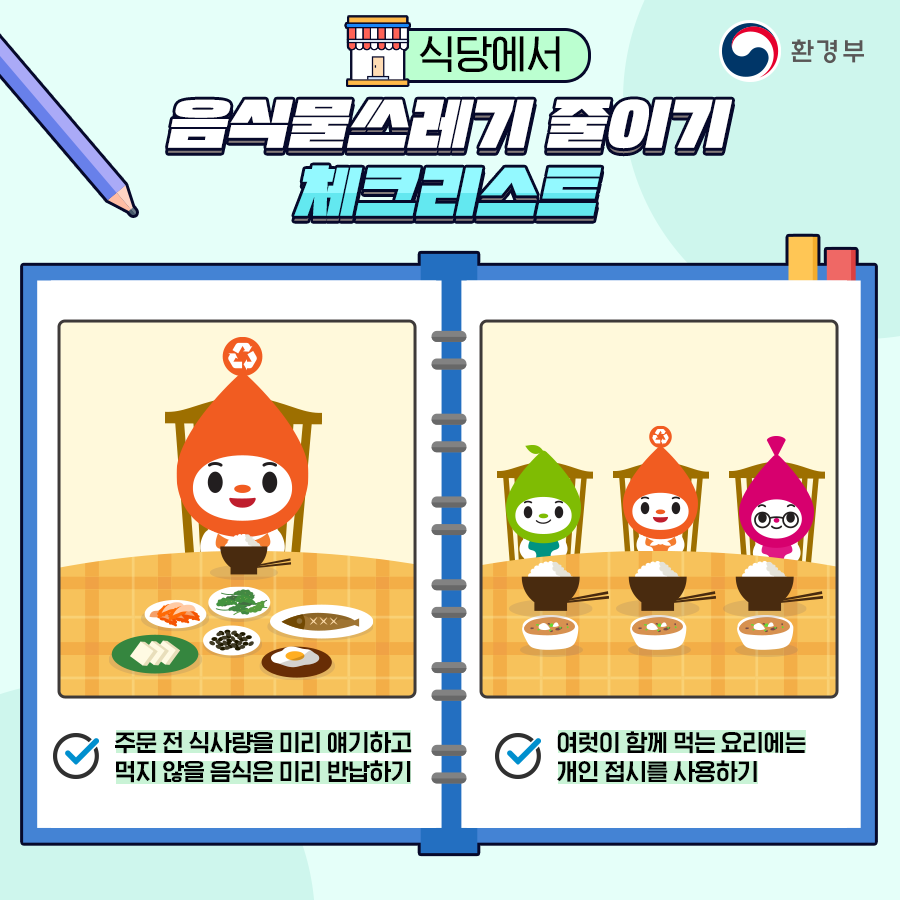 식당에서
환경부
음식물쓰레기 줄이기
체크리스트
주문 전 식사량을 미리 얘기하고
먹지 않을 음식은 미리 반납하기
여럿이 함께 먹는 요리에는
개인 접시를 사용하기